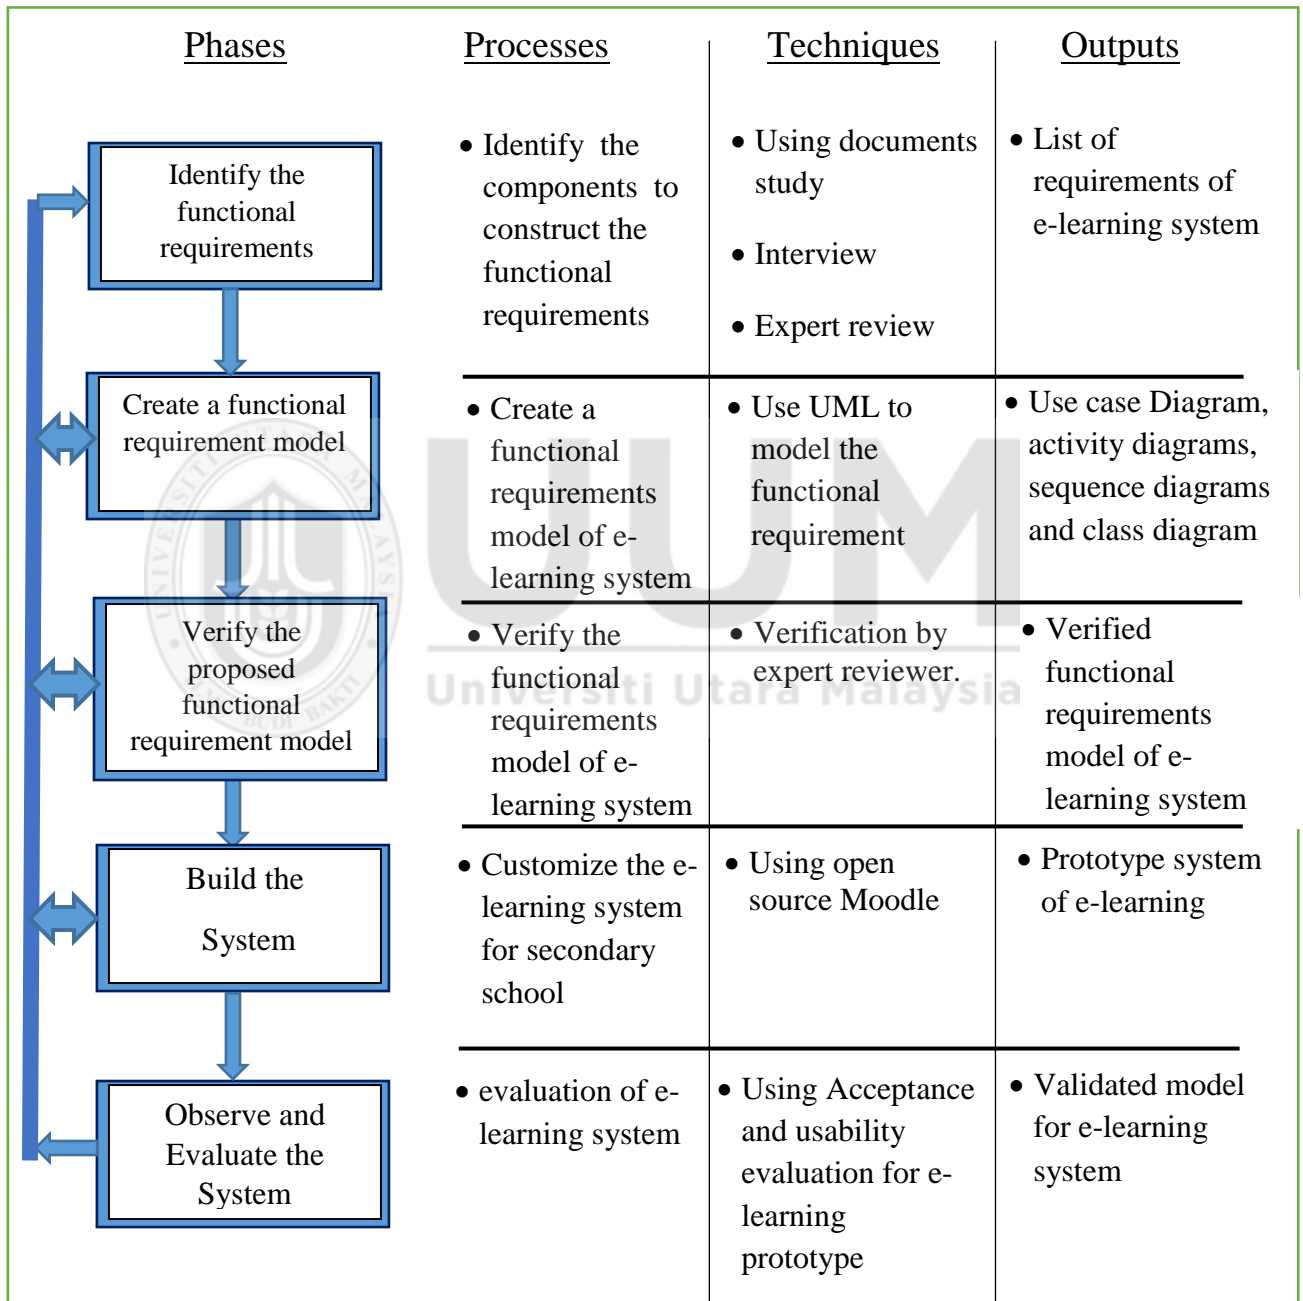 Phases
Processes
Techniques
Outputs
Identify the
functional
requirements
• Identify the
components to
construct the
functional
requirements
• Using documents
study
• Interview
• Expert review
• List of
requirements of
e-learning system
Create a functional
requirement model
• Create a
functional
requirements
model of e-
learning system
• Use UML to
model the
functional
requirement
• Use case Diagram,
activity diagrams,
sequence diagrams
and class diagram
Verify the
proposed
functional
requirement model
• Verify the
functional
requirements
model of e-
learning system
• Verification by
expert reviewer.
• Verified
functional
requirements
model of e-
learning system
Build the
System
• Customize the e-
learning system
for secondary
school
• Using open
source Moodle
• Prototype system
of e-learning
Observe and
Evaluate the
System
• evaluation of e-
learning system
• Using Acceptance
and usability
evaluation for e-
learning
prototype
• Validated model
for e-learning
system
UUM
Universiti Utara Malaysia
UNIVERSITI UTARA MALAYSIA
BUDI BAKTI